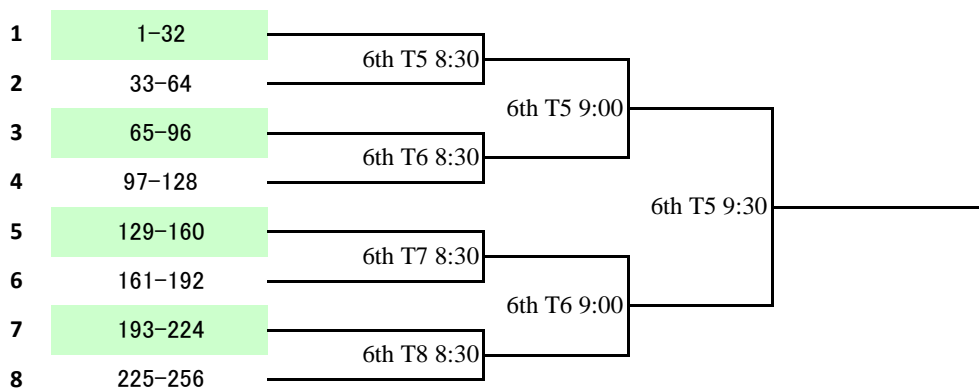 1 1-32
6th T5 8:30
2 33-64
6th T5 9:00
3 65-96
6th T6 8:30
4 97-128
6th T5 9:30
5 129-160
6th T7 8:30
6 161-192
6th T6 9:00
7 193-224
6th T8 8:30
8 225-256